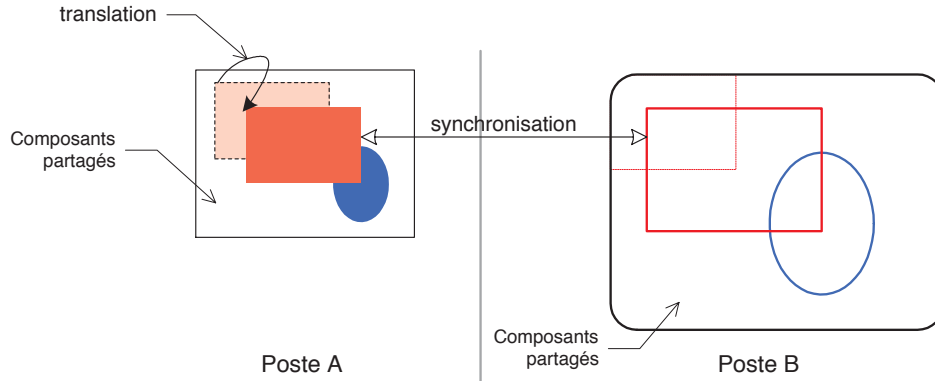 translation
synchronisation
Composants
partagés
Composants
partagés
Poste A
Poste B